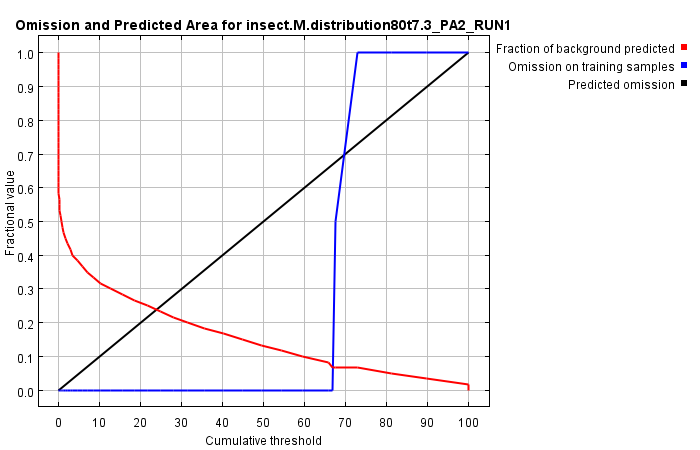 Omission and Predicted Area for insect.M.distribution80t7.3_PA2_RUN1
Fraction of background predicted
Omission on training samples
Predicted omission
Fractional value
1.0
0.9
0.8
0.7
0.6
0.5
0.4
0.3
0.2
0.1
0.0
0 10 20 30 40 50 60 70 80 90 100
Cumulative threshold